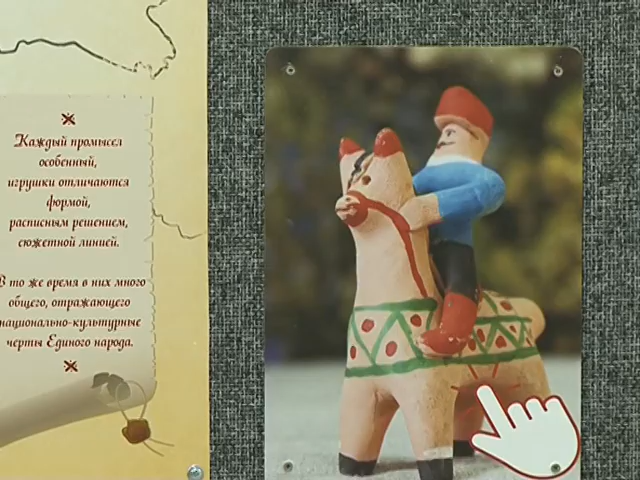 Каждый промысел
особенный,
игрушки отличаются
формой,
расписным решением,
сюжетной линией.
В то же время в них много
общего, отражающего
национально-культурные
черты Единого народа.